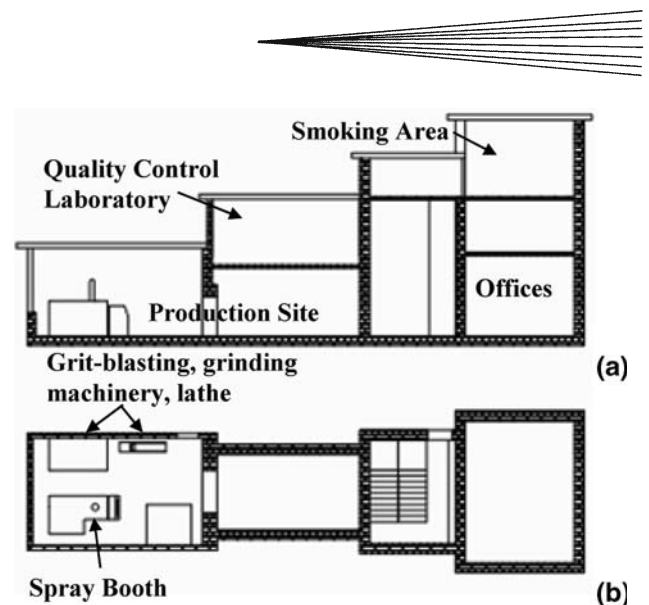 Smoking Area
Quality Control
Laboratory
Offices
Production Site
(a)
Grit-blasting, grinding
machinery, lathe
Spray Booth
(b)